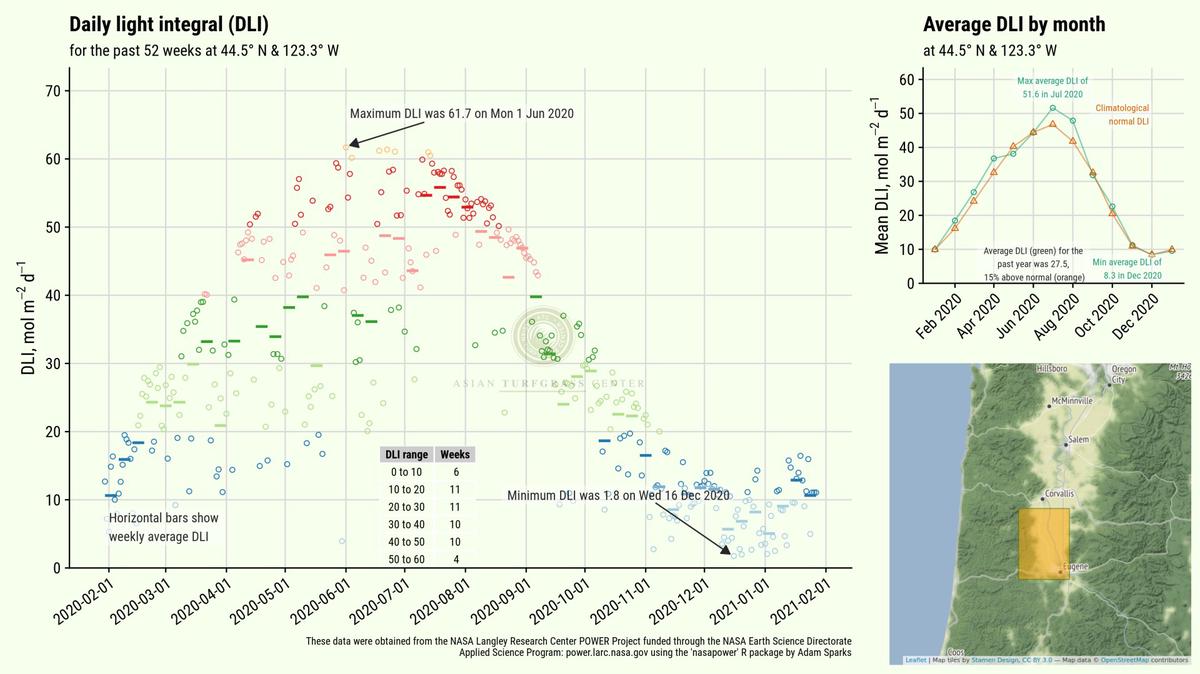 Daily light integral (DLI)
for the past 52 weeks at 44.5° N & 123.3° W
DLI, mol m−2 d−1
70
60
50
40
30
20
10
0
Maximum DLI was 61.7 on Mon 1 Jun 2020
ASIAN TURFGRASS CENTER
DLI range Weeks
0 to 10 6
10 to 20 11
20 to 30 11
30 to 40 10
40 to 50 10
50 to 60 4
Minimum DLI was 1.8 on Wed 16 Dec 2020
Horizontal bars show
weekly average DLI
2020-02-01
2020-03-01
2020-04-01
2020-05-01
2020-06-01
2020-07-01
2020-08-01
2020-09-01
2020-10-01
2020-11-01
2020-12-01
2021-01-01
2021-02-01
These data were obtained from the NASA Langley Research Center POWER Project funded through the NASA Earth Science Directorate
Applied Science Program: power.larc.nasa.gov using the 'nasapower' R package by Adam Sparks
Average DLI by month
at 44.5° N & 123.3° W
Mean DLI, mol m−2 d−1
60
50
40
30
20
10
0
Max average DLI of
51.6 in Jul 2020
Climatological
normal DLI
Average DLI (green) for the
past year was 27.5,
15% above normal (orange)
Min average DLI of
8.3 in Dec 2020
Feb 2020
Apr 2020
Jun 2020
Aug 2020
Oct 2020
Dec 2020
Hillsboro
Oregon
City
McMinnville
Salem
Corvallis
Eugene
Coos
Leaflet | Map tiles by Stamen Design, CC BY 3.0 — Map data © OpenStreetMap contributors